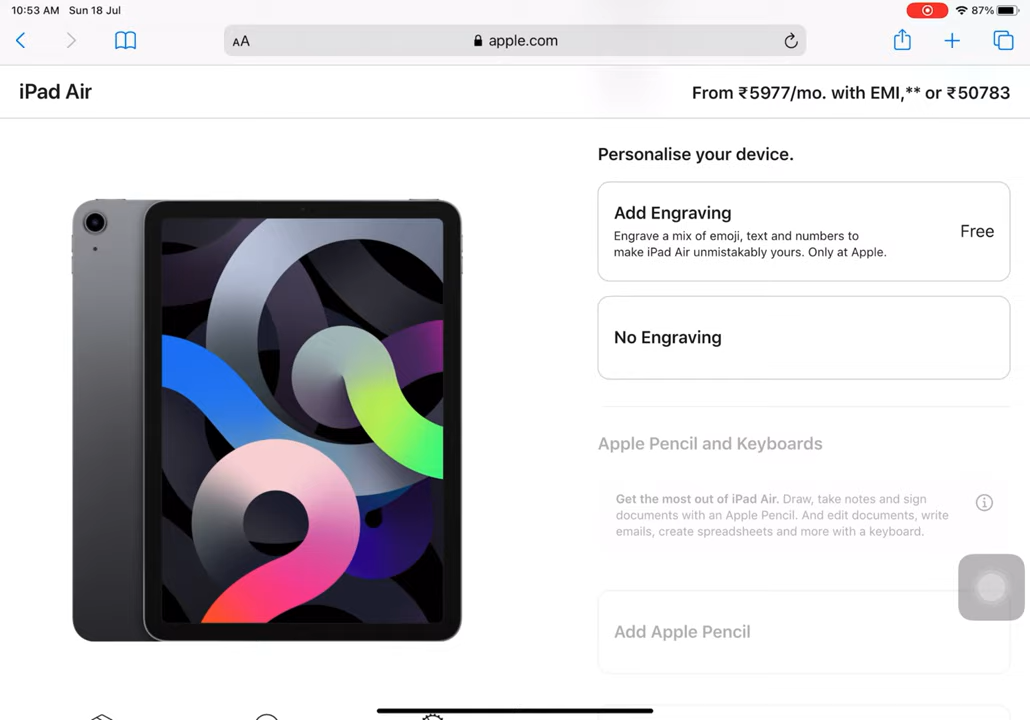 10:53 AM Sun 18 Jul
87%
AA
apple.com
iPad Air
From ₹5977/mo. with EMI,** or ₹50783
Personalise your device.
Add Engraving
Engrave a mix of emoji, text and numbers to
make iPad Air unmistakably yours. Only at Apple.
Free
No Engraving
Apple Pencil and Keyboards
Get the most out of iPad Air. Draw, take notes and sign
documents with an Apple Pencil. And edit documents, write
emails, create spreadsheets and more with a keyboard.
Add Apple Pencil